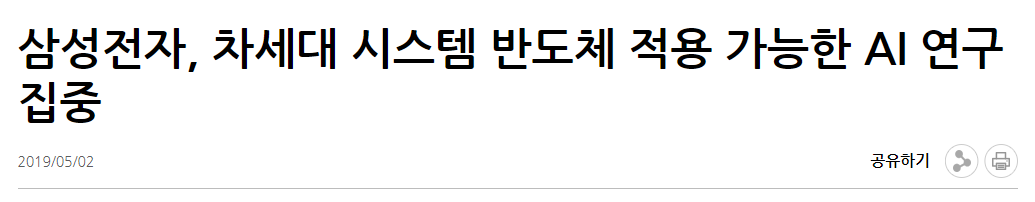 삼성전자, 차세대 시스템 반도체 적용 가능한 AI 연구
집중
2019/05/02 공유하기